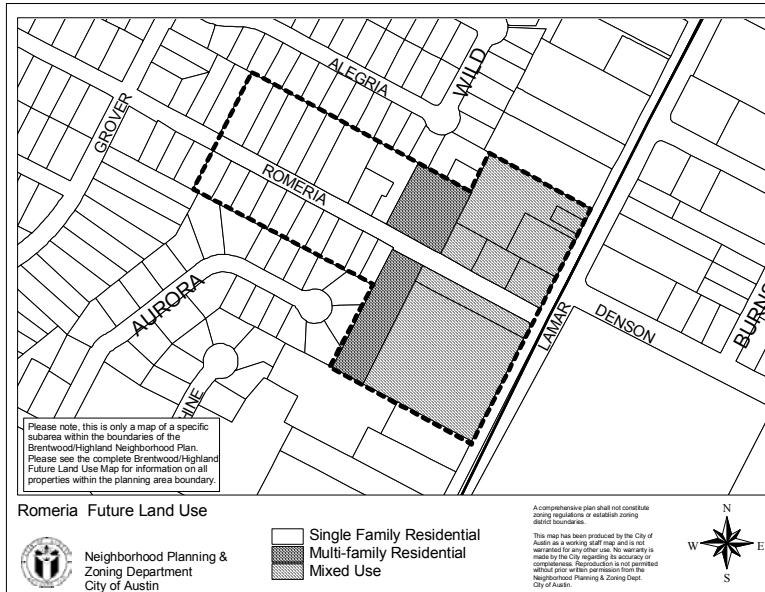 ALEGRIA
WILD
GROVER
ROMERIA
AURORA
LAMAR
DENSON
BURNS
HINE
Please note, this is only a map of a specific
subarea within the boundaries of the
Brentwood/Highland Neighborhood Plan.
Please see the complete Brentwood/Highland
Future Land Use Map for information on all
properties within the planning area boundary.
Romeria Future Land Use
Neighborhood Planning &
Zoning Department
City of Austin
Single Family Residential
Multi-family Residential
Mixed Use
A comprehensive plan shall not constitute
zoning regulations or establish zoning
district boundaries.
This map has been produced by the City of
Austin as a working staff map and is not
warranted for any other use. No warranty is
made by the City regarding its accuracy or
completeness. Reproduction is not permitted
without prior written permission from the
Neighborhood Planning & Zoning Dept.
City of Austin.
N
W E
S